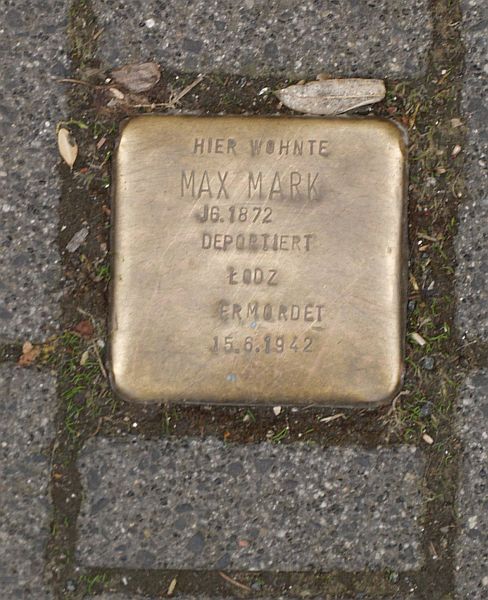 HIER WOHNTE
MAX MARK
JG. 1872
DEPORTIERT
ŁODZ
ERMORDET
15.6.1942